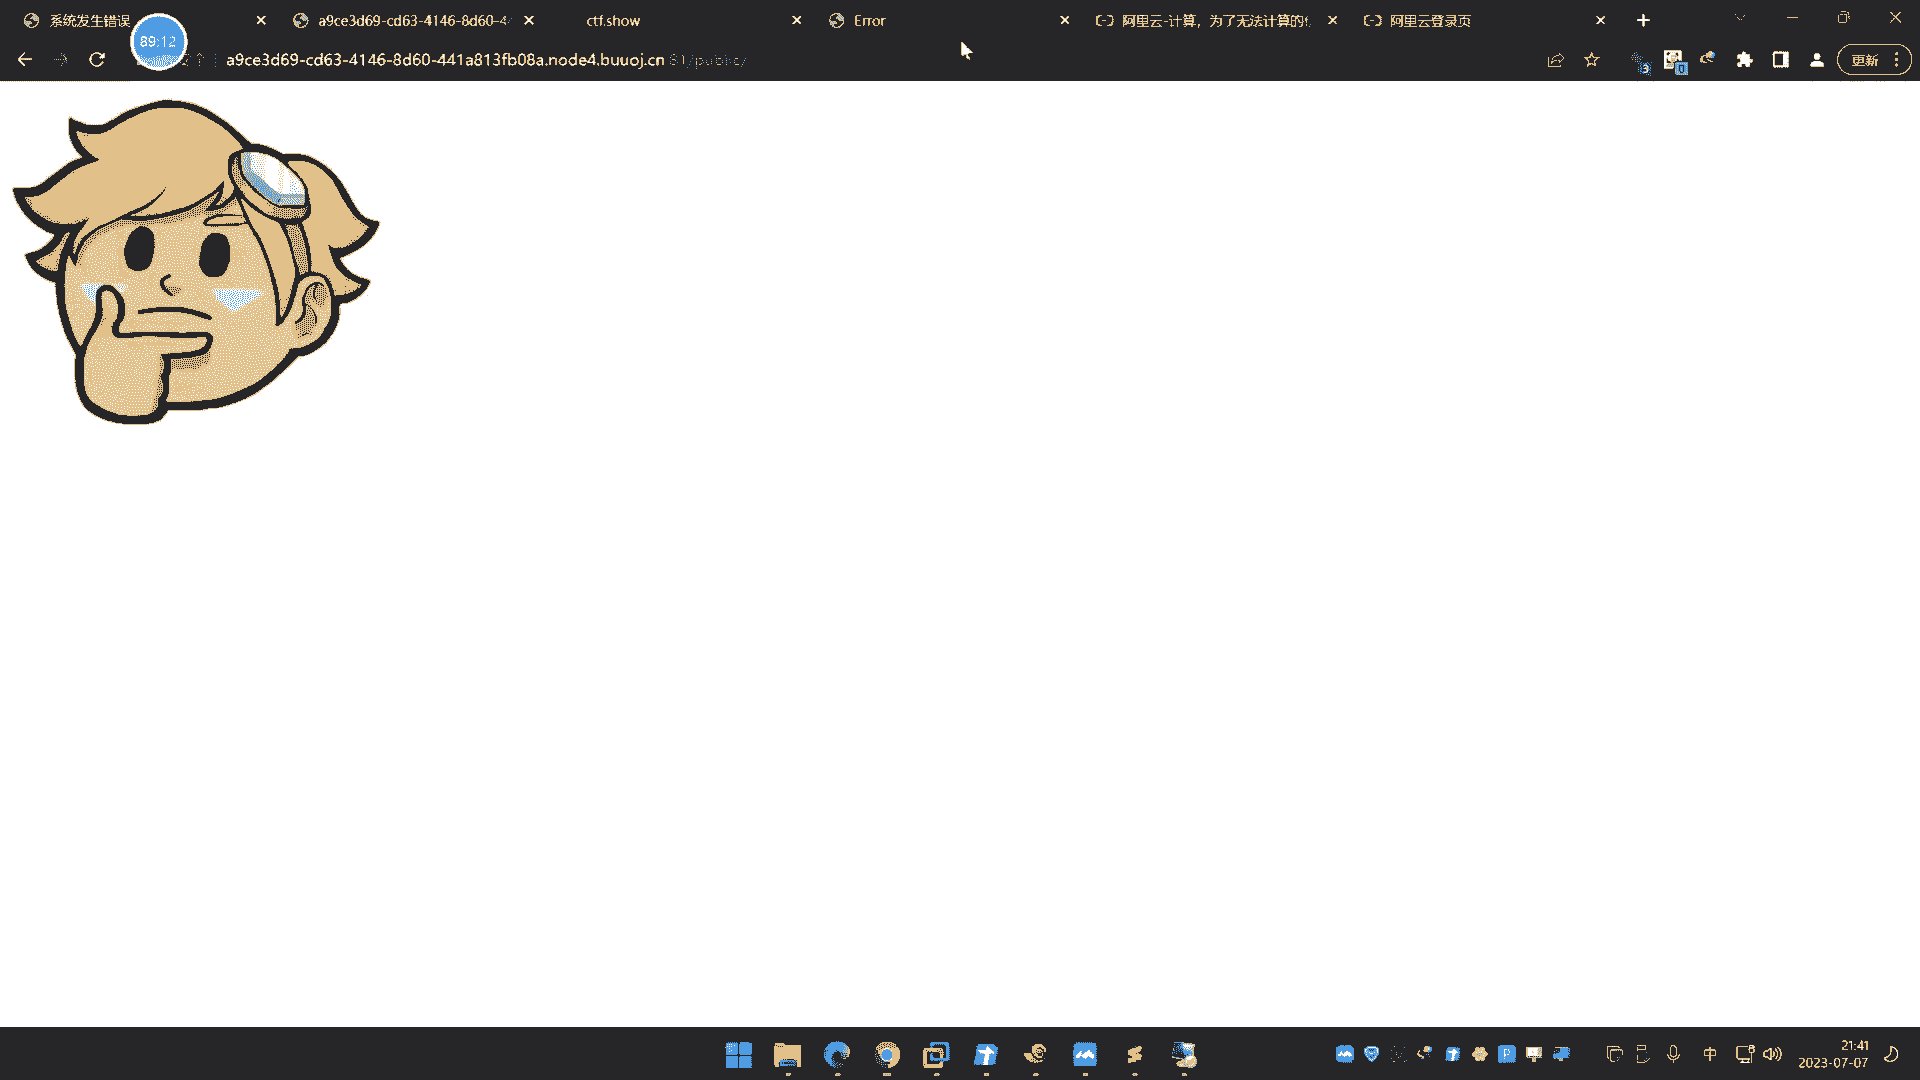 系统发生错误
a9ce3d69-cd63-4146-8d60-4
ctf.show
Error
阿里云-计算，为了无法计算的
阿里云登录页
89:12
a9ce3d69-cd63-4146-8d60-441a813fb08a.node4.buuoj.cn:81/public/
3
更新
中
21:41
2023-07-07